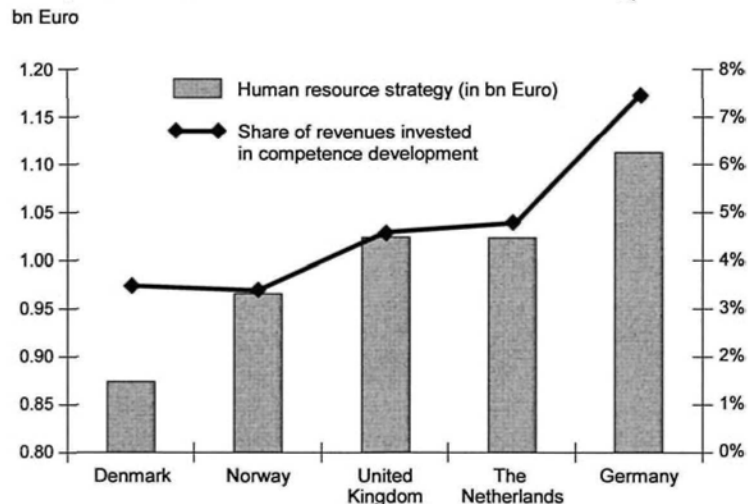 bn Euro
1.20
1.15
1.10
1.05
1.00
0.95
0.90
0.85
0.80
Human resource strategy (in bn Euro)
Share of revenues invested
in competence development
8%
7%
6%
5%
4%
3%
2%
1%
0%
Denmark
Norway
United
Kingdom
The
Netherlands
Germany